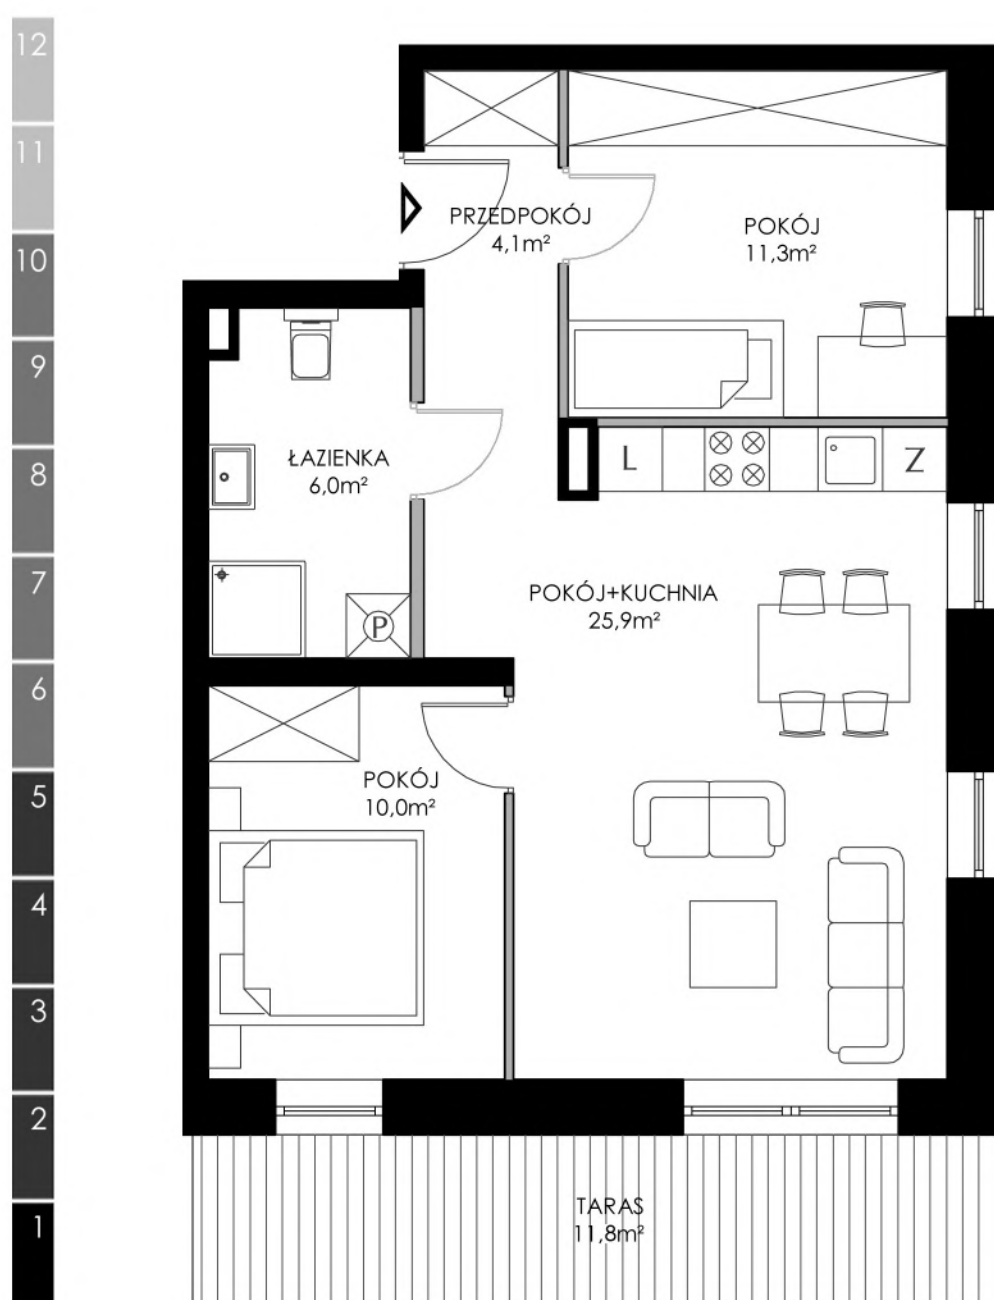 12
11
10
9
8
7
6
5
4
3
2
1
PRZEDPOKÓJ
4,1m²
POKÓJ
11,3m²
ŁAZIENKA
6,0m²
L
Z
POKÓJ+KUCHNIA
25,9m²
P
POKÓJ
10,0m²
TARAS
11,8m²